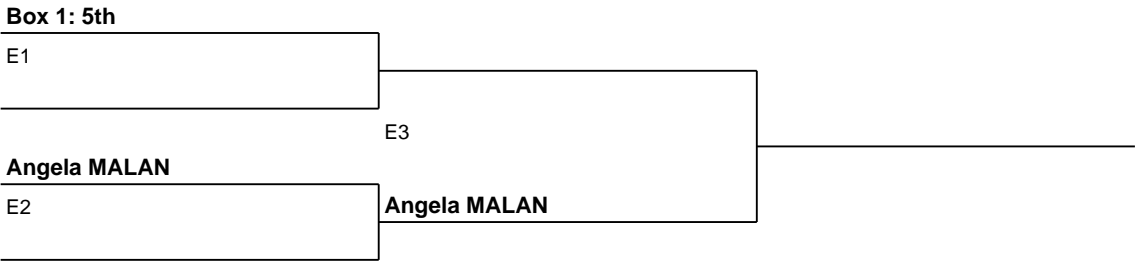 Box 1: 5th
E1
E3
Angela MALAN
E2
Angela MALAN